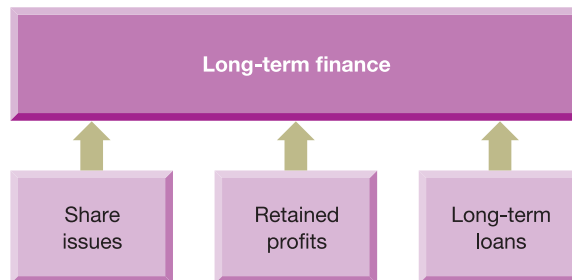 Long-term finance
Share
issues
Retained
profits
Long-term
loans